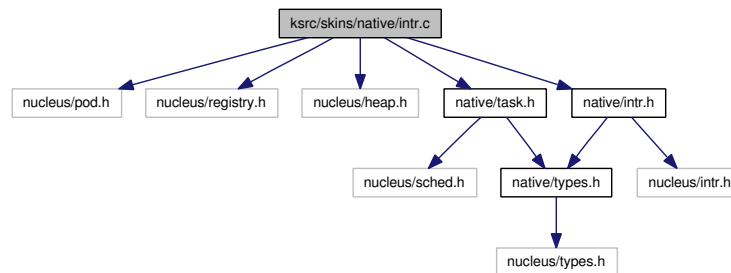 ksrc/skins/native/intr.c
nucleus/pod.h
nucleus/registry.h
nucleus/heap.h
native/task.h
native/intr.h
nucleus/sched.h
native/types.h
nucleus/intr.h
nucleus/types.h